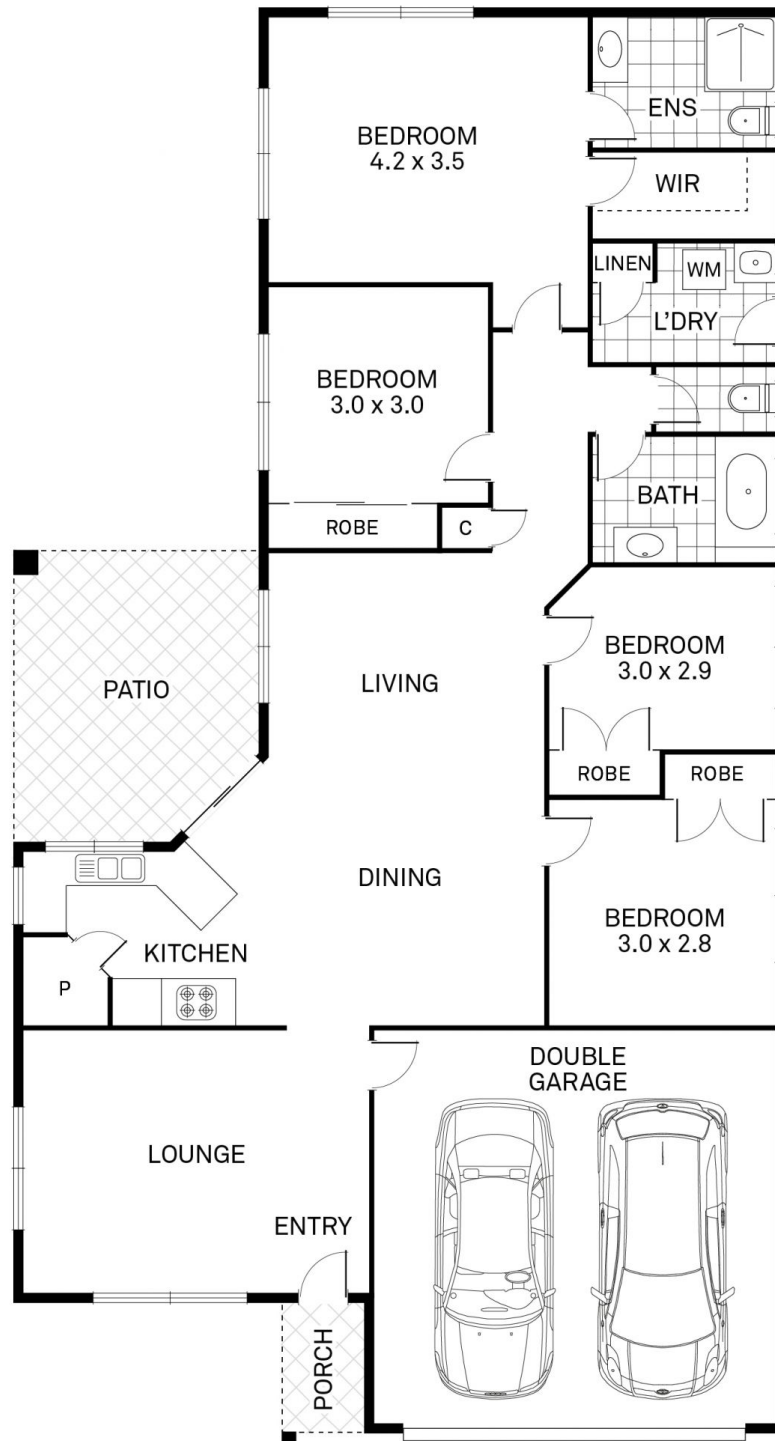 ENS
BEDROOM
4.2 x 3.5
WIR
LINEN
WM
L'DRY
BEDROOM
3.0 x 3.0
BATH
ROBE
C
BEDROOM
3.0 x 2.9
PATIO
LIVING
ROBE
ROBE
DINING
BEDROOM
3.0 x 2.8
KITCHEN
P
DOUBLE
GARAGE
LOUNGE
ENTRY
PORCH